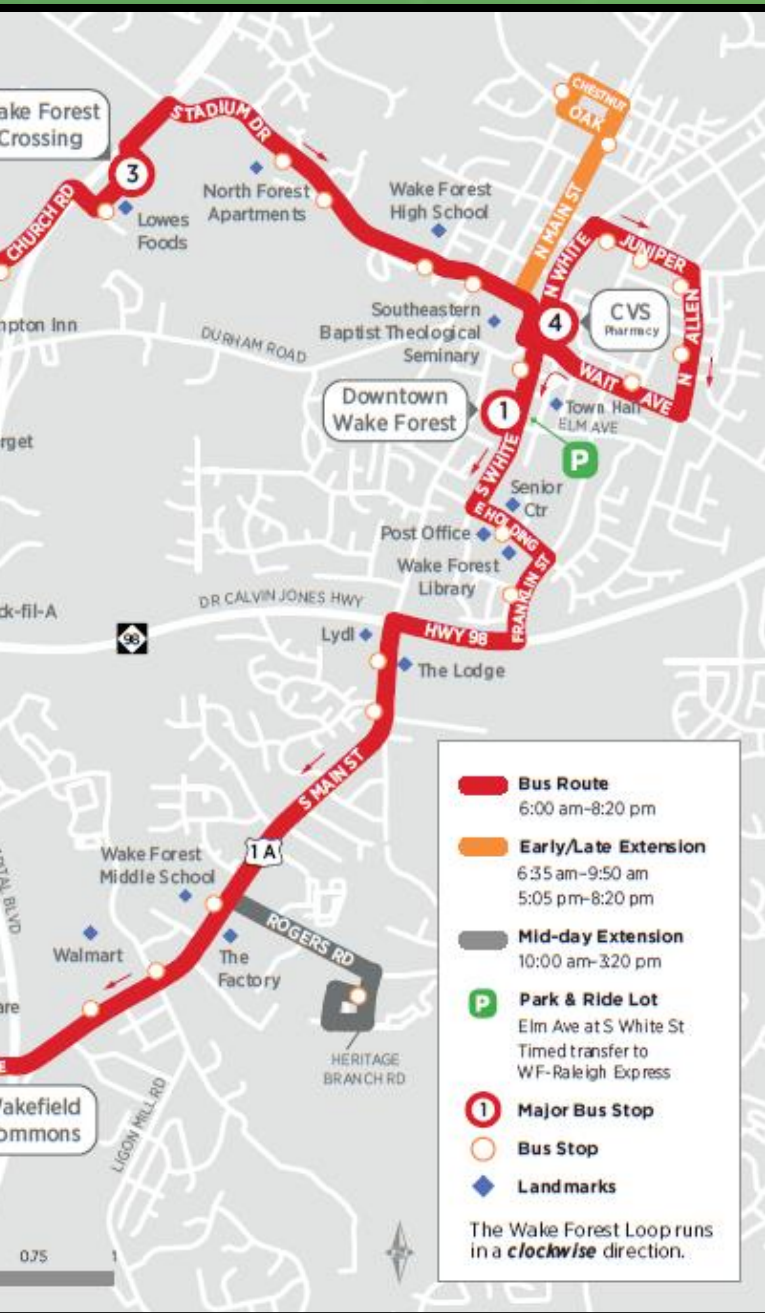 CHESTNUT
OAK
ake Forest
Crossing
STADIUM DR
3
North Forest
Apartments
Wake Forest
High School
N MAIN ST
CHURCH RD
Lowes
Foods
N WHITE
JUNIPER
mpton Inn
DURHAM ROAD
Southeastern
Baptist Theological
Seminary
4
CVS
Pharmacy
N ALLEN
WAIT AVE
Downtown
Wake Forest
1
Town Hall
ELM AVE
rget
P
S WHITE
Senior
Ctr
E HOLDING
Post Office
Wake Forest
Library
FRANKLIN ST
ck-fil-A
DR CALVIN JONES HWY
98
Lydl
HWY 98
The Lodge
S MAIN ST
1A
Wake Forest
Middle School
ITAL BLVD
ROGERS RD
Walmart
The
Factory
are
HERITAGE
BRANCH RD
E
Wakefield
ommons
LIGON MILL RD
0.75
1
Bus Route
6:00 am–8:20 pm
Early/Late Extension
6:35 am–9:50 am
5:05 pm–8:20 pm
Mid-day Extension
10:00 am–3:20 pm
P
Park & Ride Lot
Elm Ave at S White St
Timed transfer to
WF-Raleigh Express
1
Major Bus Stop
Bus Stop
Landmarks
The Wake Forest Loop runs
in a clockwise direction.